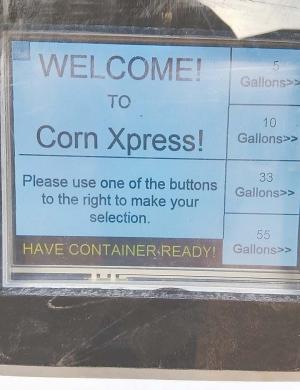 WELCOME!
TO
Corn Xpress!
Please use one of the buttons
to the right to make your
selection.
HAVE CONTAINER READY!
5
Gallons>>
10
Gallons>>
33
Gallons>>
55
Gallons>>